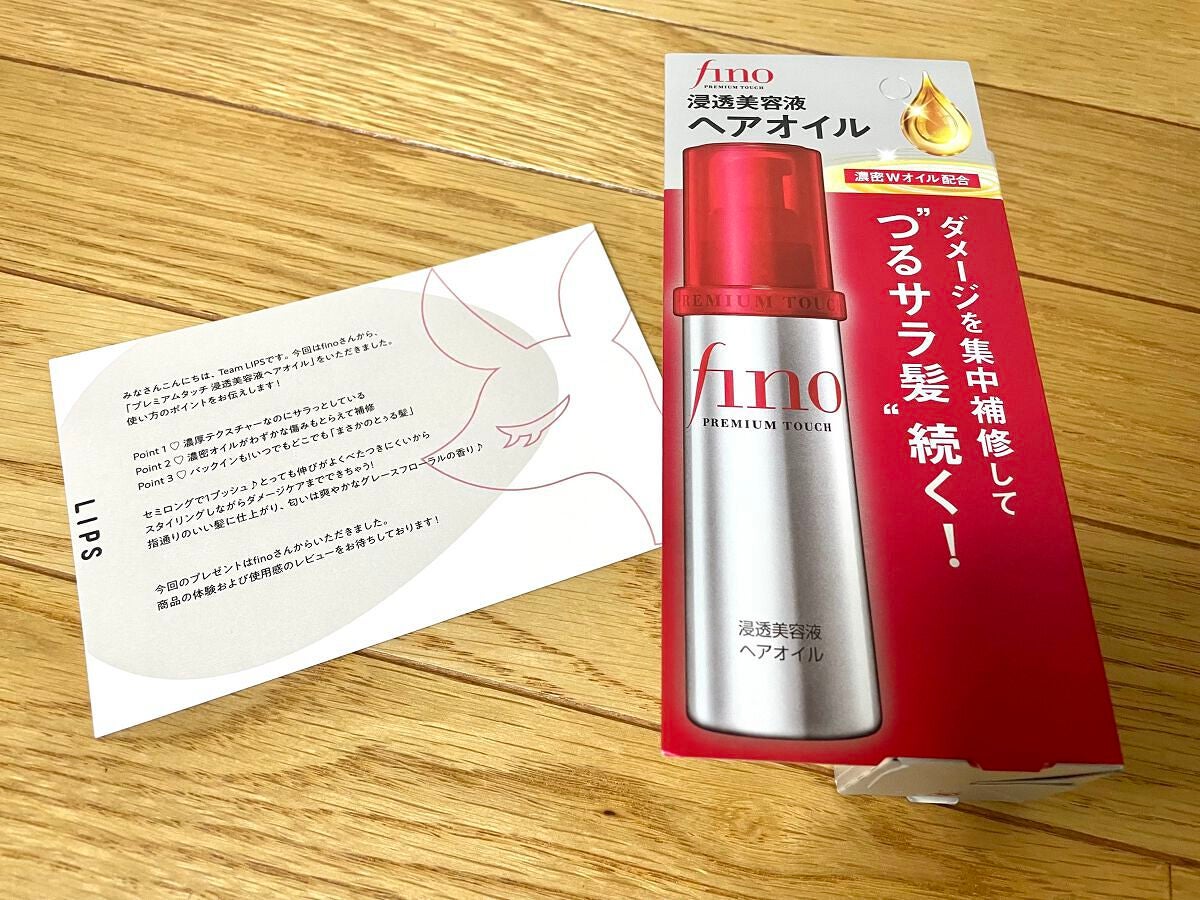 みなさんこんにちは、Team LIPSです。今回はfinoさんから、
「プレミアムタッチ 浸透美容液ヘアオイル」をいただきました。
使い方のポイントをお伝えします!
Point 1 ♡ 濃厚テクスチャーなのにサラっとしている
Point 2 ♡ 濃密オイルがわずかな傷みもとらえて補修
Point 3 ♡ バックインも!いつでもどこでも「まさかのとぅる髪」
セミロングで1プッシュ♪とっても伸びがよくべたつきにくいから
スタイリングしながらダメージケアまでできちゃう!
指通りのいい髪に仕上がり、匂いは爽やかなグレースフローラルの香り♪
今回のプレゼントはfinoさんからいただきました。
商品の体験および使用感のレビューをお待ちしております!
LIPS
fino
PREMIUM TOUCH
浸透美容液
ヘアオイル
濃密Wオイル配合
ダメージを集中補修して
"つるサラ髪"続く!
PREMIUM TOUCH
fino
PREMIUM TOUCH
浸透美容液
ヘアオイル